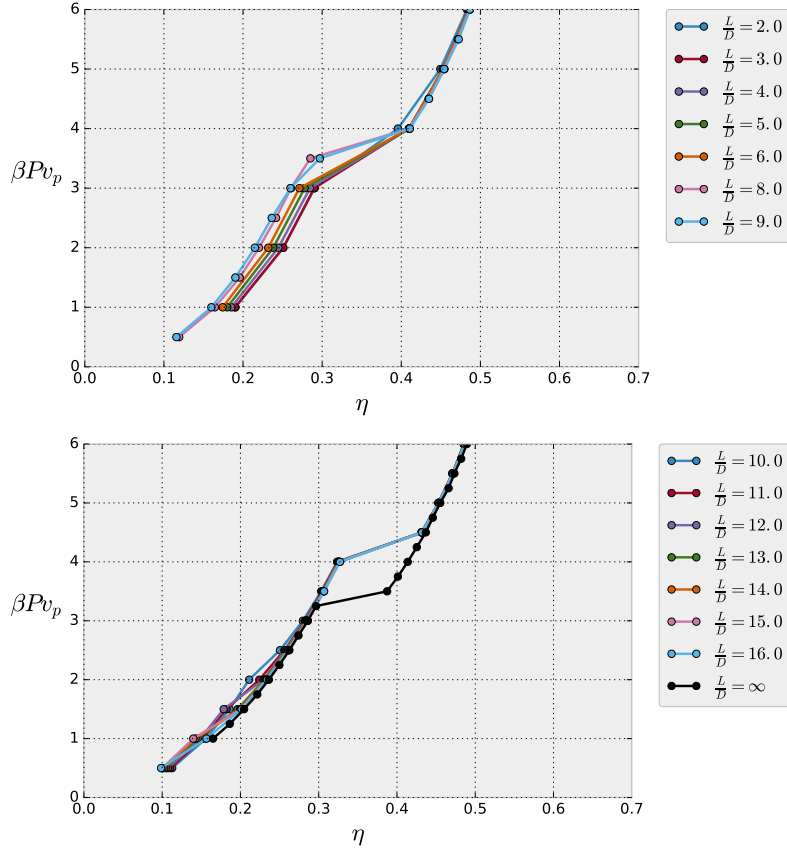 6
5
4
3
2
1
0
βPv_p
0.0 0.1 0.2 0.3 0.4 0.5 0.6 0.7
η
L/D = 2.0
L/D = 3.0
L/D = 4.0
L/D = 5.0
L/D = 6.0
L/D = 8.0
L/D = 9.0
6
5
4
3
2
1
0
βPv_p
0.0 0.1 0.2 0.3 0.4 0.5 0.6 0.7
η
L/D = 10.0
L/D = 11.0
L/D = 12.0
L/D = 13.0
L/D = 14.0
L/D = 15.0
L/D = 16.0
L/D = ∞